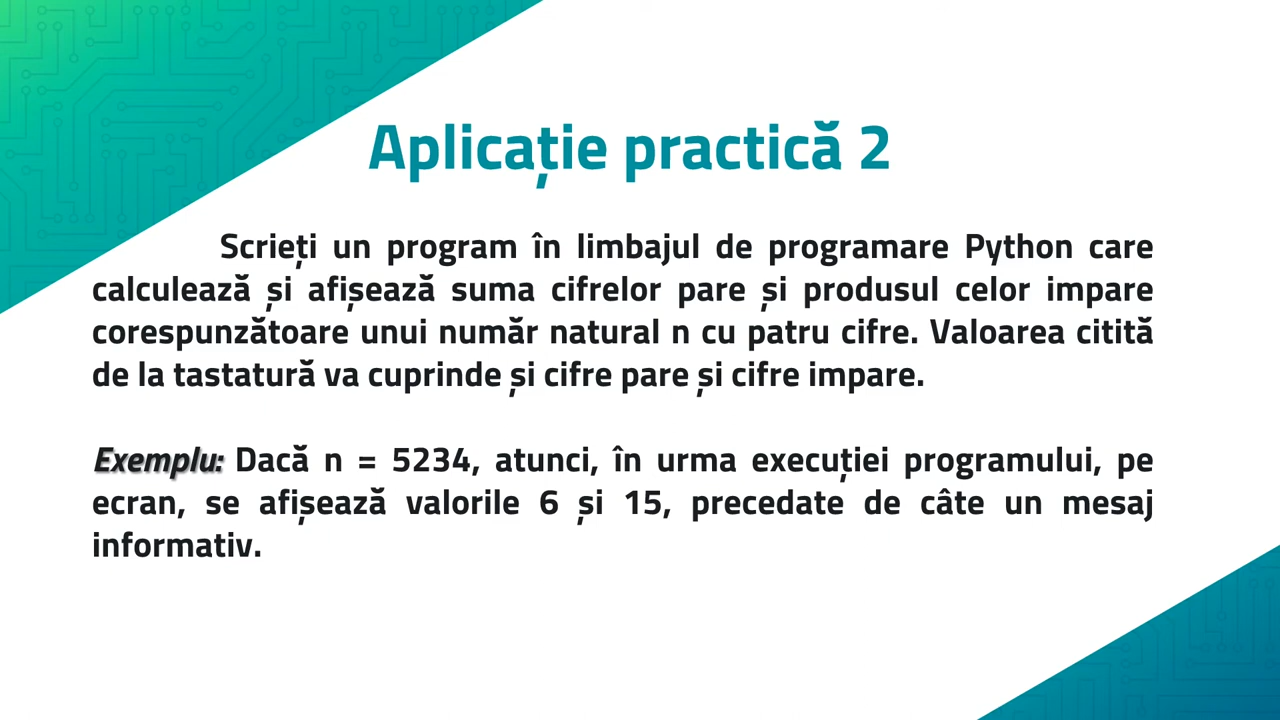 Aplicație practică 2
Scrieți un program în limbajul de programare Python care
calculează și afișează suma cifrelor pare și produsul celor impare
corespunzătoare unui număr natural n cu patru cifre. Valoarea citită
de la tastatură va cuprinde și cifre pare și cifre impare.
Exemplu: Dacă n = 5234, atunci, în urma execuției programului, pe
ecran, se afișează valorile 6 și 15, precedate de câte un mesaj
informativ.